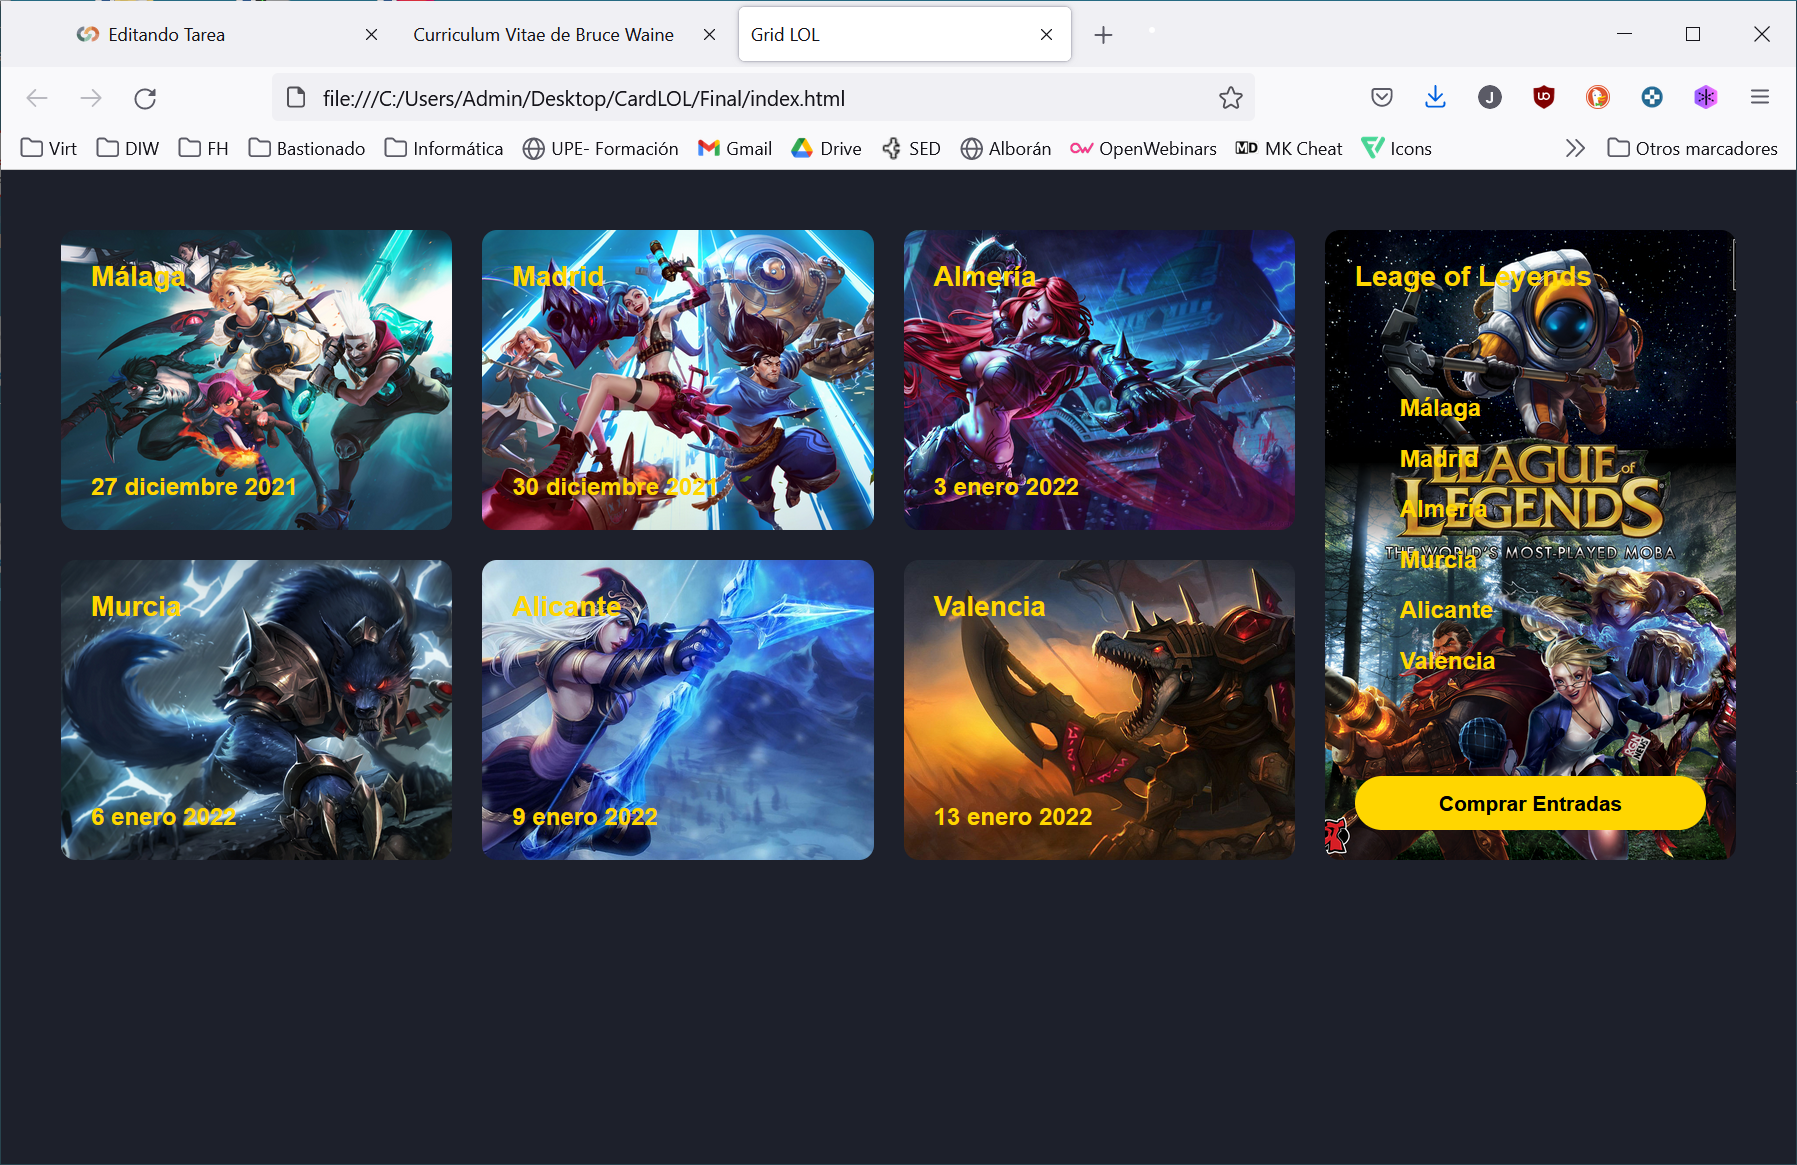 Editando Tarea
Curriculum Vitae de Bruce Waine
Grid LOL
file:///C:/Users/Admin/Desktop/CardLOL/Final/index.html
J
Virt
DIW
FH
Bastionado
Informática
UPE- Formación
Gmail
Drive
SED
Alborán
OpenWebinars
MD MK Cheat
Icons
Otros marcadores
Málaga
27 diciembre 2021
Madrid
30 diciembre 2021
Almería
3 enero 2022
Murcia
6 enero 2022
Alicante
9 enero 2022
Valencia
13 enero 2022
Leage of Leyends
Málaga
Madrid
Almería
Murcia
Alicante
Valencia
LEAGUE OF
LEGENDS
THE WORLD'S MOST-PLAYED MOBA
Comprar Entradas